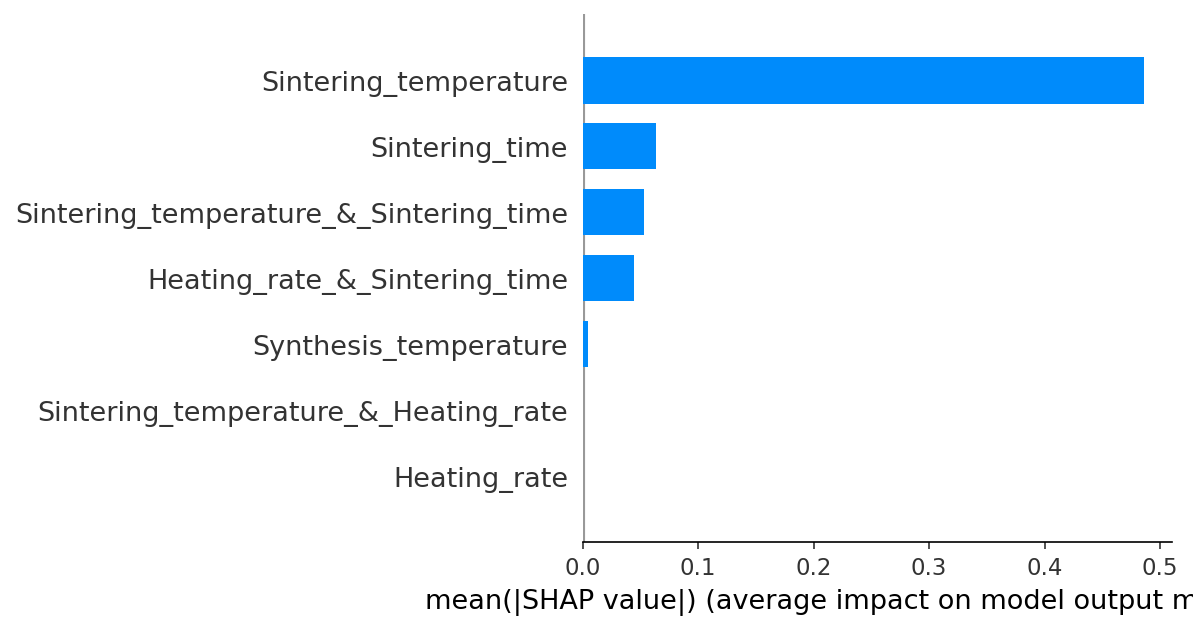 Sintering_temperature
Sintering_time
Sintering_temperature_&_Sintering_time
Heating_rate_&_Sintering_time
Synthesis_temperature
Sintering_temperature_&_Heating_rate
Heating_rate
0.0 0.1 0.2 0.3 0.4 0.5
mean(|SHAP value|) (average impact on model output